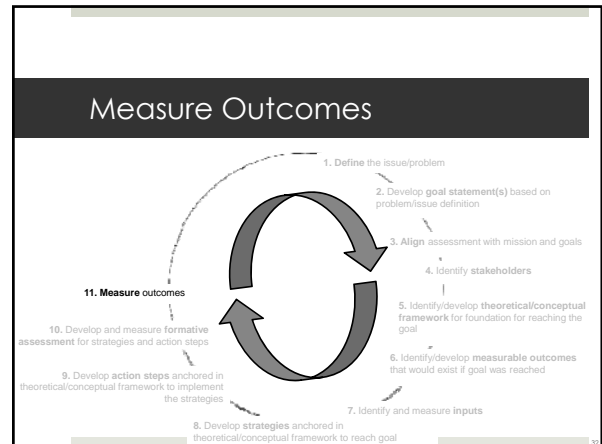 Measure Outcomes
1. Define the issue/problem
2. Develop goal statement(s) based on
problem/issue definition
3. Align assessment with mission and goals
4. Identify stakeholders
5. Identify/develop theoretical/conceptual
framework for foundation for reaching the
goal
6. Identify/develop measurable outcomes
that would exist if goal was reached
7. Identify and measure inputs
8. Develop strategies anchored in
theoretical/conceptual framework to reach goal
9. Develop action steps anchored in
theoretical/conceptual framework to implement
the strategies
10. Develop and measure formative
assessment for strategies and action steps
11. Measure outcomes
32